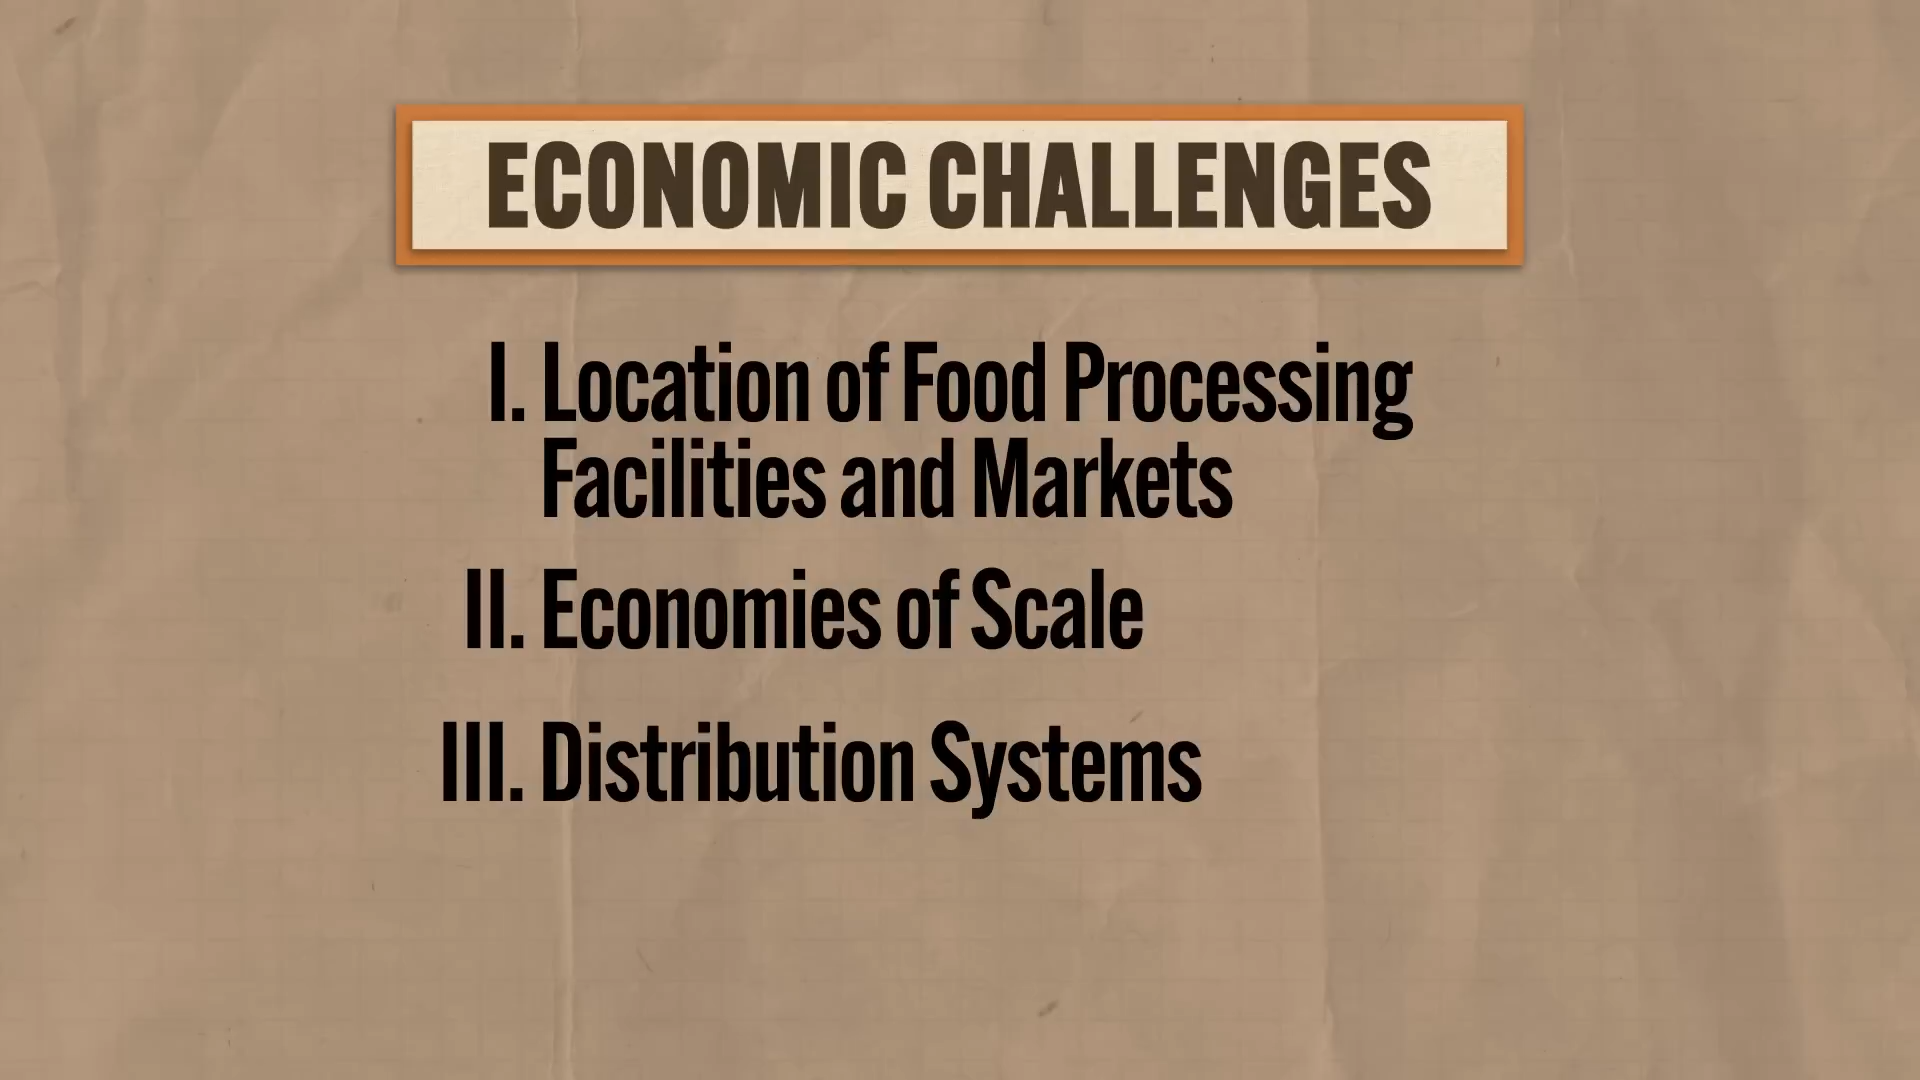 ECONOMIC CHALLENGES
I. Location of Food Processing
Facilities and Markets
II. Economies of Scale
III. Distribution Systems